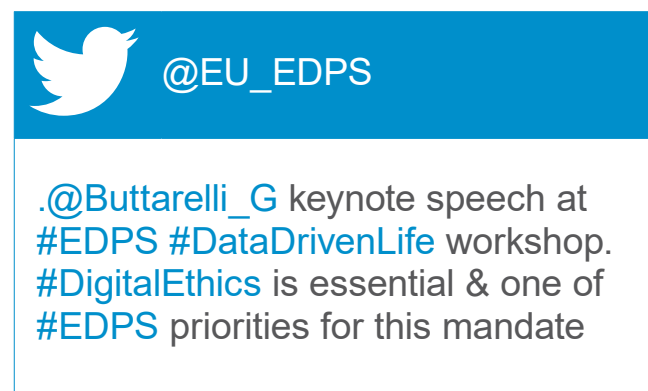 @EU_EDPS
.@Buttarelli_G keynote speech at
#EDPS #DataDrivenLife workshop.
#DigitalEthics is essential & one of
#EDPS priorities for this mandate